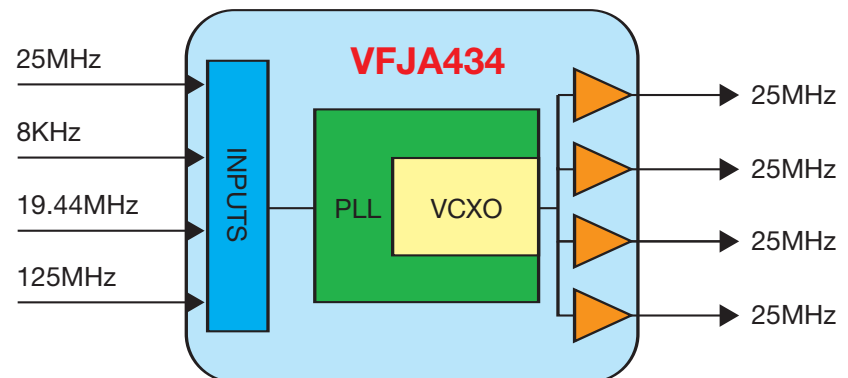 VFJA434
25MHz
8KHz
19.44MHz
125MHz
INPUTS
PLL
VCXO
25MHz
25MHz
25MHz
25MHz